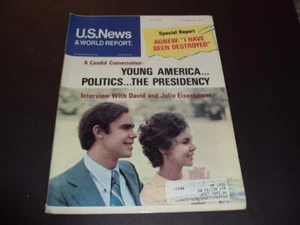 U.S. News
& WORLD REPORT.
Special Report
AGNEW: "I HAVE
BEEN DESTROYED"
A Candid Conversation-
YOUNG AMERICA...
POLITICS...THE PRESIDENCY
Interview With David and Julie Eisenhower